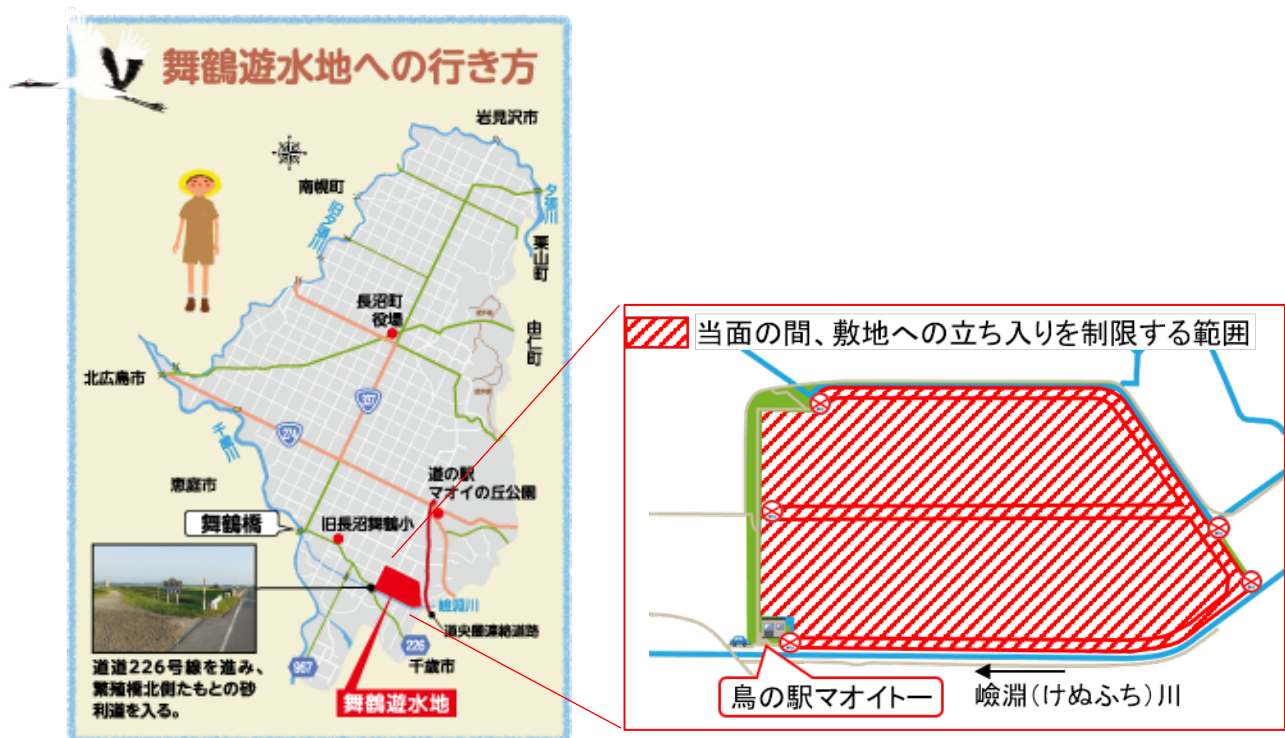 舞鶴遊水地への行き方
岩見沢市
南幌町
旧夕張川
夕張川
栗山町
長沼町
役場
由仁町
北広島市
337
274
千歳川
恵庭市
道の駅
マオイの丘公園
舞鶴橋
旧長沼舞鶴小
嶮淵川
道央圏連絡道路
226
千歳市
967
道道226号線を進み、
繁殖橋北側たもとの砂
利道を入る。
舞鶴遊水地
当面の間、敷地への立ち入りを制限する範囲
鳥の駅マオイトー
嶮淵(けぬふち)川